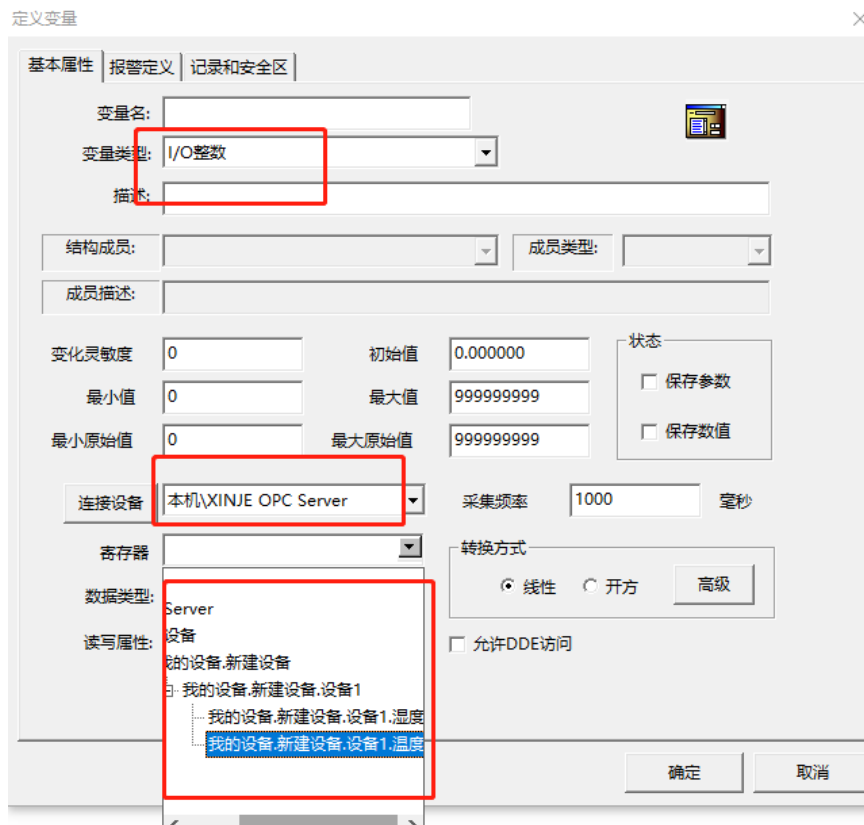 定义变量
基本属性 报警定义 记录和安全区
变量名:
变量类型: I/O整数
描述:
结构成员: 成员类型:
成员描述:
变化灵敏度 0 初始值 0.000000 状态
最小值 0 最大值 999999999 保存参数
最小原始值 0 最大原始值 999999999 保存数值
连接设备 本机\XINJE OPC Server 采集频率 1000 毫秒
寄存器 转换方式
数据类型: 线性 开方 高级
Server
设备
读写属性: 允许DDE访问
我的设备.新建设备
我的设备.新建设备.设备1
我的设备.新建设备.设备1.湿度
我的设备.新建设备.设备1.温度
确定 取消